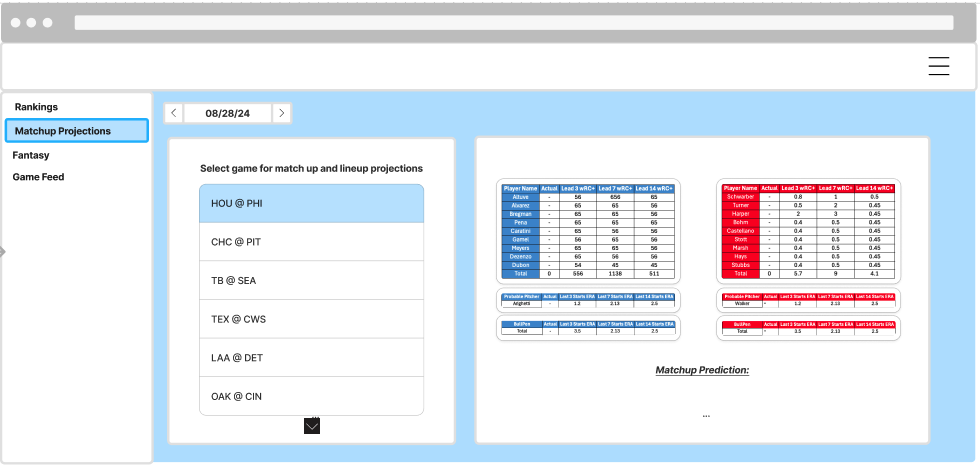 Rankings
Matchup Projections
Fantasy
Game Feed
08/28/24
Select game for match up and lineup projections
HOU @ PHI
CHC @ PIT
TB @ SEA
TEX @ CWS
LAA @ DET
OAK @ CIN
...
Player Name Actual Lead 3 wRC+ Lead 7 wRC+ Lead 14 wRC+
Altuve - 56 656 65
Alvarez - 65 65 56
Bregman - 65 65 56
Pena - 65 65 65
Caratini - 65 56 56
Gamel - 56 65 56
Meyers - 65 65 56
Dezenzo - 65 56 56
Dubon - 54 45 45
Total 0 556 1138 511
Probable Pitcher Actual Last 3 Starts ERA Last 7 Starts ERA Last 14 Starts ERA
Arighetti - 1.2 2.13 2.5
BullPen Actual Last 3 Starts ERA Last 7 Starts ERA Last 14 Starts ERA
Total - 3.5 2.13 2.5
Player Name Actual Lead 3 wRC+ Lead 7 wRC+ Lead 14 wRC+
Schwarber - 0.8 1 0.5
Turner - 0.5 2 0.45
Harper - 2 3 0.45
Bohm - 0.4 0.5 0.45
Castellano - 0.4 0.5 0.45
Stott - 0.4 0.5 0.45
Marsh - 0.4 0.5 0.45
Hays - 0.4 0.5 0.45
Stubbs - 0.4 0.5 0.45
Total 0 5.7 9 4.1
Probable Pitcher Actual Last 3 Starts ERA Last 7 Starts ERA Last 14 Starts ERA
Walker - 1.2 2.13 2.5
BullPen Actual Last 3 Starts ERA Last 7 Starts ERA Last 14 Starts ERA
Total - 3.5 2.13 2.5
Matchup Prediction:
...